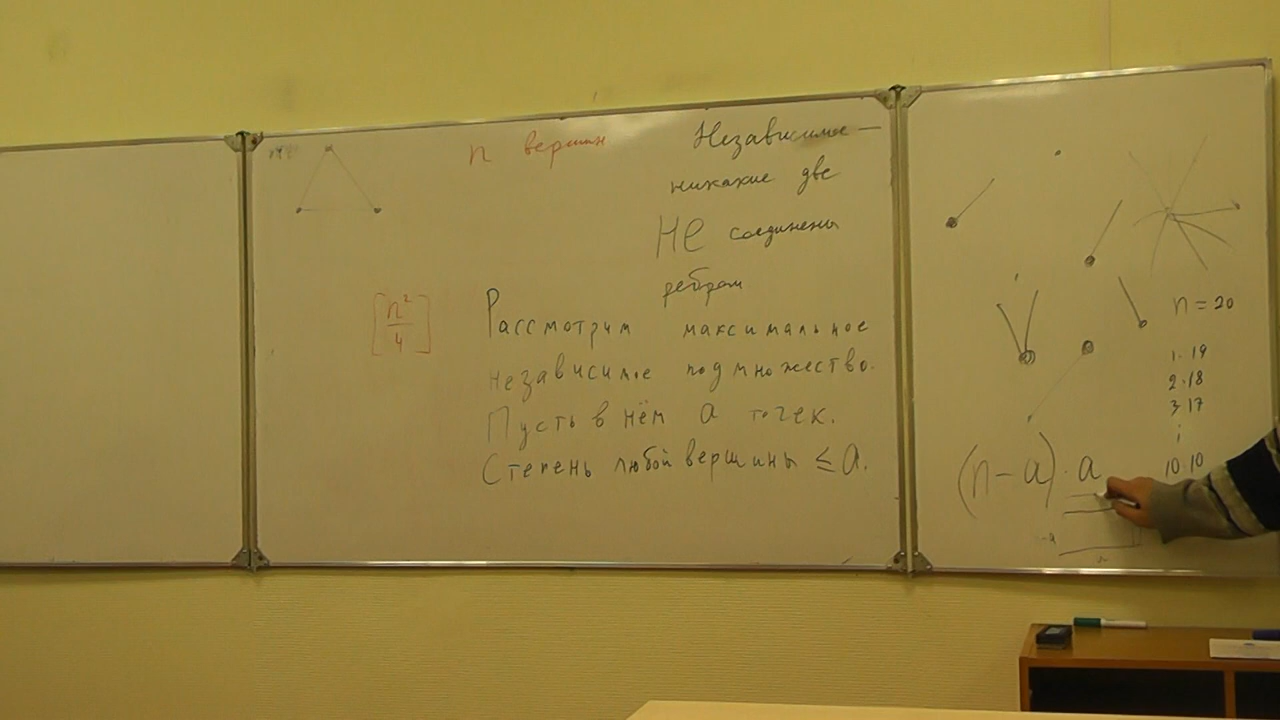 n вершин
Независимое —
никакие две
НЕ соединены
ребром
[n²/4]
Рассмотрим максимальное
независимое подмножество.
Пусть в нём a точек.
Степень любой вершины ≤ a.
n = 20
1·19
2·18
3·17
⋮
10·10
(n-a)·a